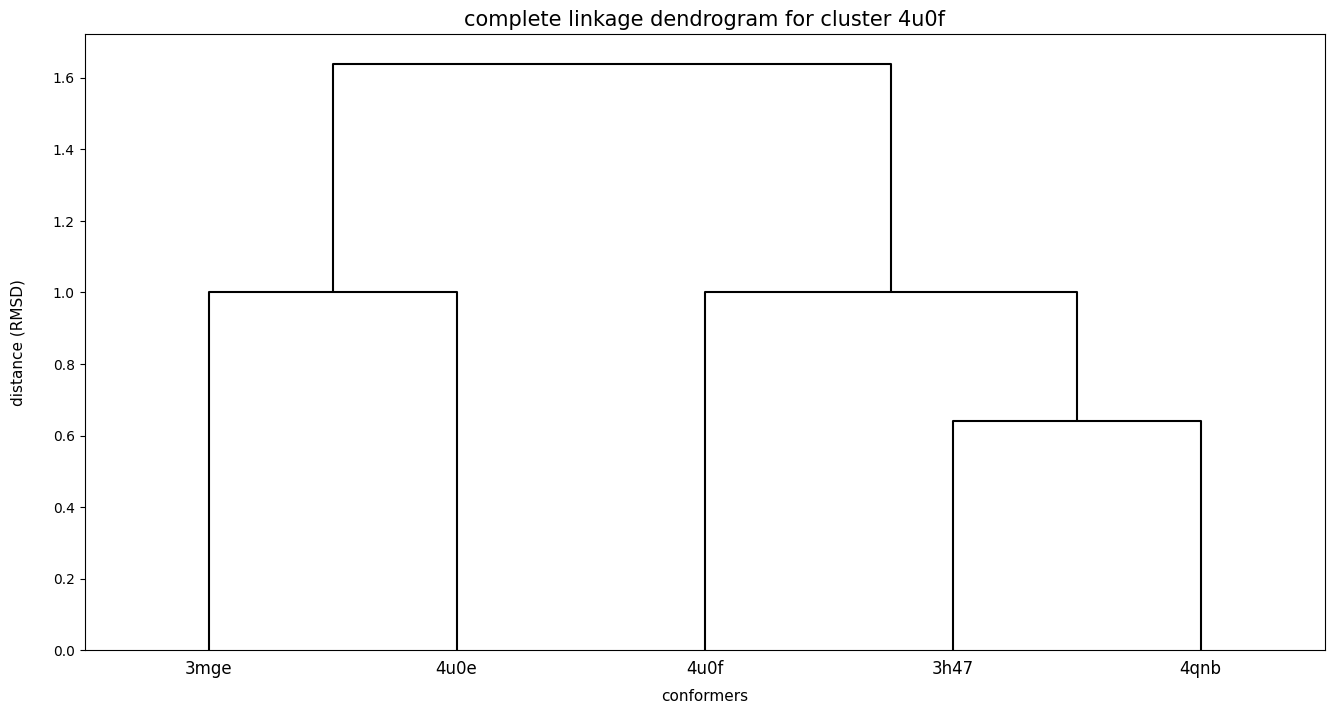 complete linkage dendrogram for cluster 4u0f
1.6
1.4
1.2
1.0
0.8
0.6
0.4
0.2
0.0
distance (RMSD)
3mge 4u0e 4u0f 3h47 4qnb
conformers